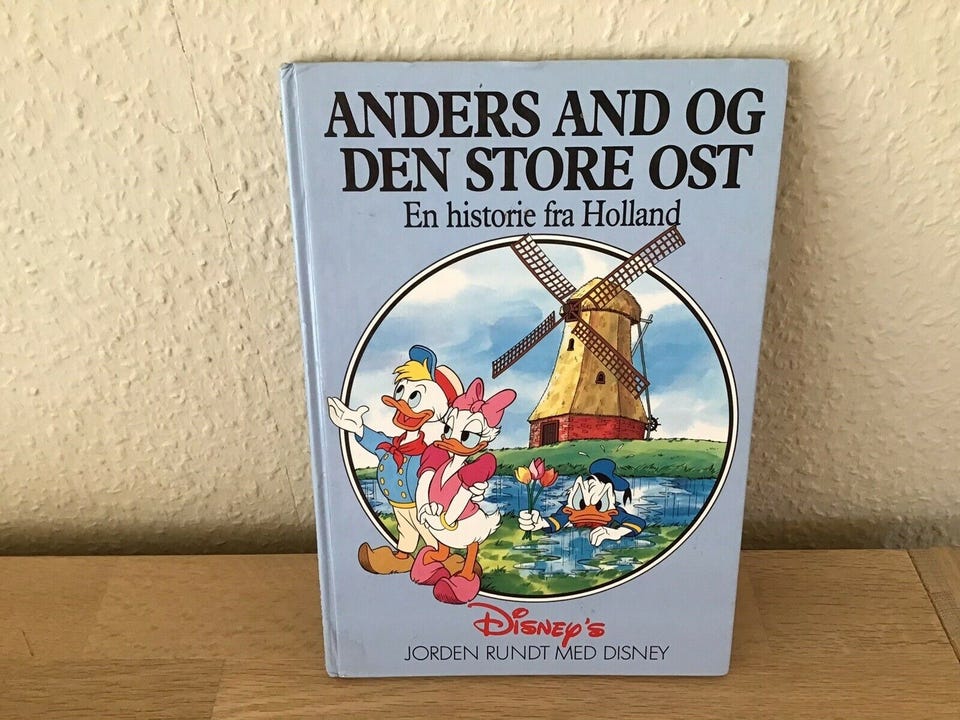 ANDERS AND OG
DEN STORE OST
En historie fra Holland
DISNEY'S
JORDEN RUNDT MED DISNEY